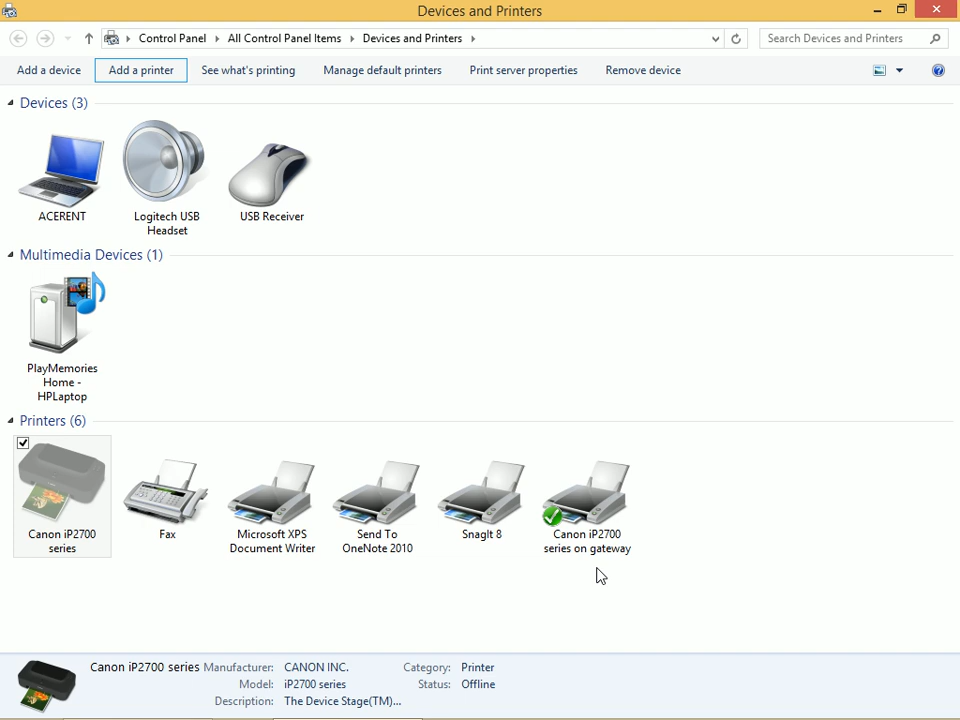 Devices and Printers
Control Panel All Control Panel Items Devices and Printers Search Devices and Printers
Add a device Add a printer See what's printing Manage default printers Print server properties Remove device
Devices (3)
ACERENT
Logitech USB
Headset
USB Receiver
Multimedia Devices (1)
PlayMemories
Home -
HPLaptop
Printers (6)
Canon iP2700
series
Fax
Microsoft XPS
Document Writer
Send To
OneNote 2010
SnagIt 8
Canon iP2700
series on gateway
Canon iP2700 series Manufacturer: CANON INC. Category: Printer
Model: iP2700 series Status: Offline
Description: The Device Stage(TM)...